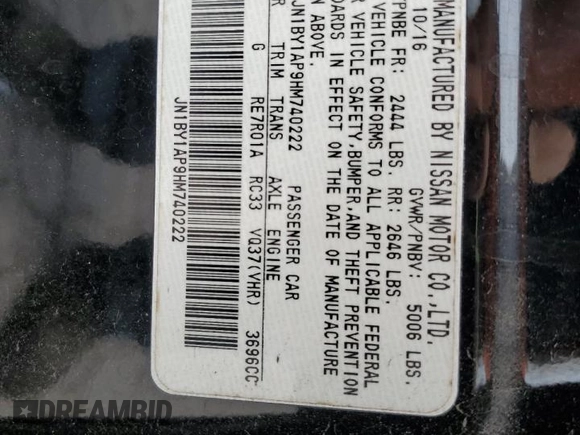 MANUFACTURED BY NISSAN MOTOR CO.,LTD.
10/16 GVWR/PNBV: 5006 LBS.
PNBE FR: 2444 LBS. RR: 2646 LBS.
VEHICLE CONFORMS TO ALL APPLICABLE FEDERAL
VEHICLE SAFETY,BUMPER,AND THEFT PREVENTION
DARDS IN EFFECT ON THE DATE OF MANUFACTURE
N ABOVE.
JN1BY1AP9HM740222 PASSENGER CAR
R TRIM TRANS AXLE ENGINE
G RE7R01A RC33 VQ37(VHR) 3696CC
JN1BY1AP9HM740222
DREAMBID